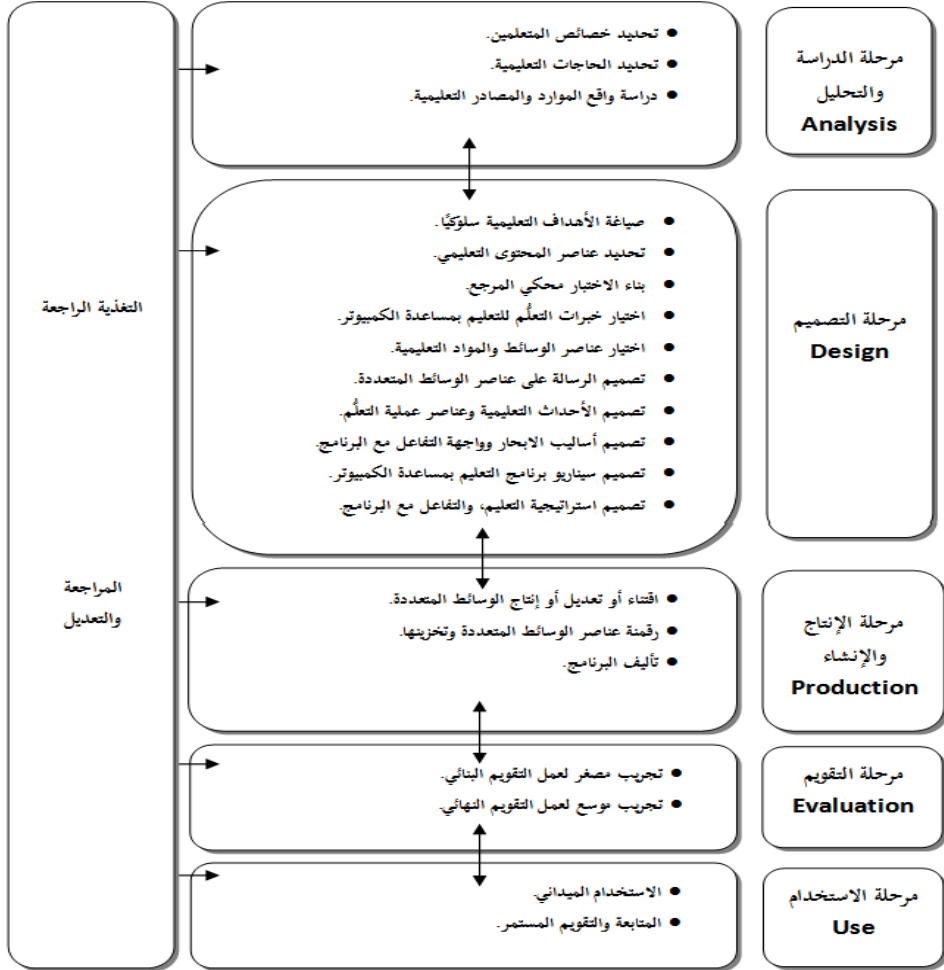 مرحلة الدراسة
والتحليل
Analysis
● تحديد خصائص المتعلمين.
● تحديد الحاجات التعليمية.
● دراسة واقع الموارد والمصادر التعليمية.
مرحلة التصميم
Design
● صياغة الأهداف التعليمية سلوكيًا.
● تحديد عناصر المحتوى التعليمي.
● بناء الاختبار محكي المرجع.
● اختيار خبرات التعلُّم للتعليم بمساعدة الكمبيوتر.
● اختيار عناصر الوسائط والمواد التعليمية.
● تصميم الرسالة على عناصر الوسائط المتعددة.
● تصميم الأحداث التعليمية وعناصر عملية التعلُّم.
● تصميم أساليب الابحار وواجهة التفاعل مع البرنامج.
● تصميم سيناريو برنامج التعليم بمساعدة الكمبيوتر.
● تصميم استراتيجية التعليم، والتفاعل مع البرنامج.
مرحلة الإنتاج
والإنشاء
Production
● اقتناء أو تعديل أو إنتاج الوسائط المتعددة.
● رقمنة عناصر الوسائط المتعددة وتخزينها.
● تأليف البرنامج.
مرحلة التقويم
Evaluation
● تجريب مصغر لعمل التقويم البنائي.
● تجريب موسع لعمل التقويم النهائي.
مرحلة الاستخدام
Use
● الاستخدام الميداني.
● المتابعة والتقويم المستمر.
التغذية الراجعة
المراجعة
والتعديل